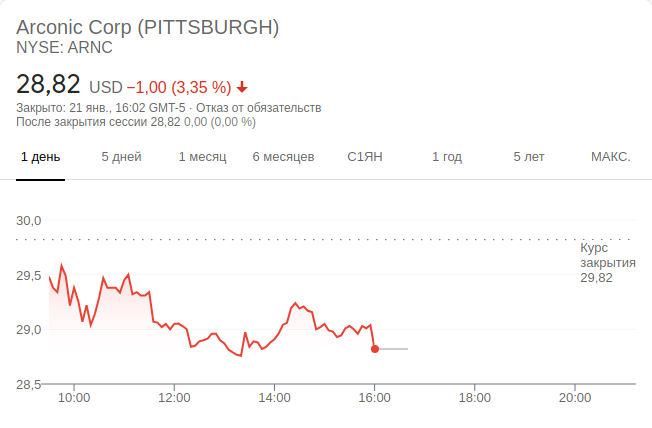 Arconic Corp (PITTSBURGH)
NYSE: ARNC
28,82 USD −1,00 (3,35 %)
Закрыто: 21 янв., 16:02 GMT-5 · Отказ от обязательств
После закрытия сессии 28,82 0,00 (0,00 %)
1 день 5 дней 1 месяц 6 месяцев С1ЯН 1 год 5 лет МАКС.
30,0
Курс
закрытия
29,82
29,5
29,0
28,5
10:00 12:00 14:00 16:00 18:00 20:00